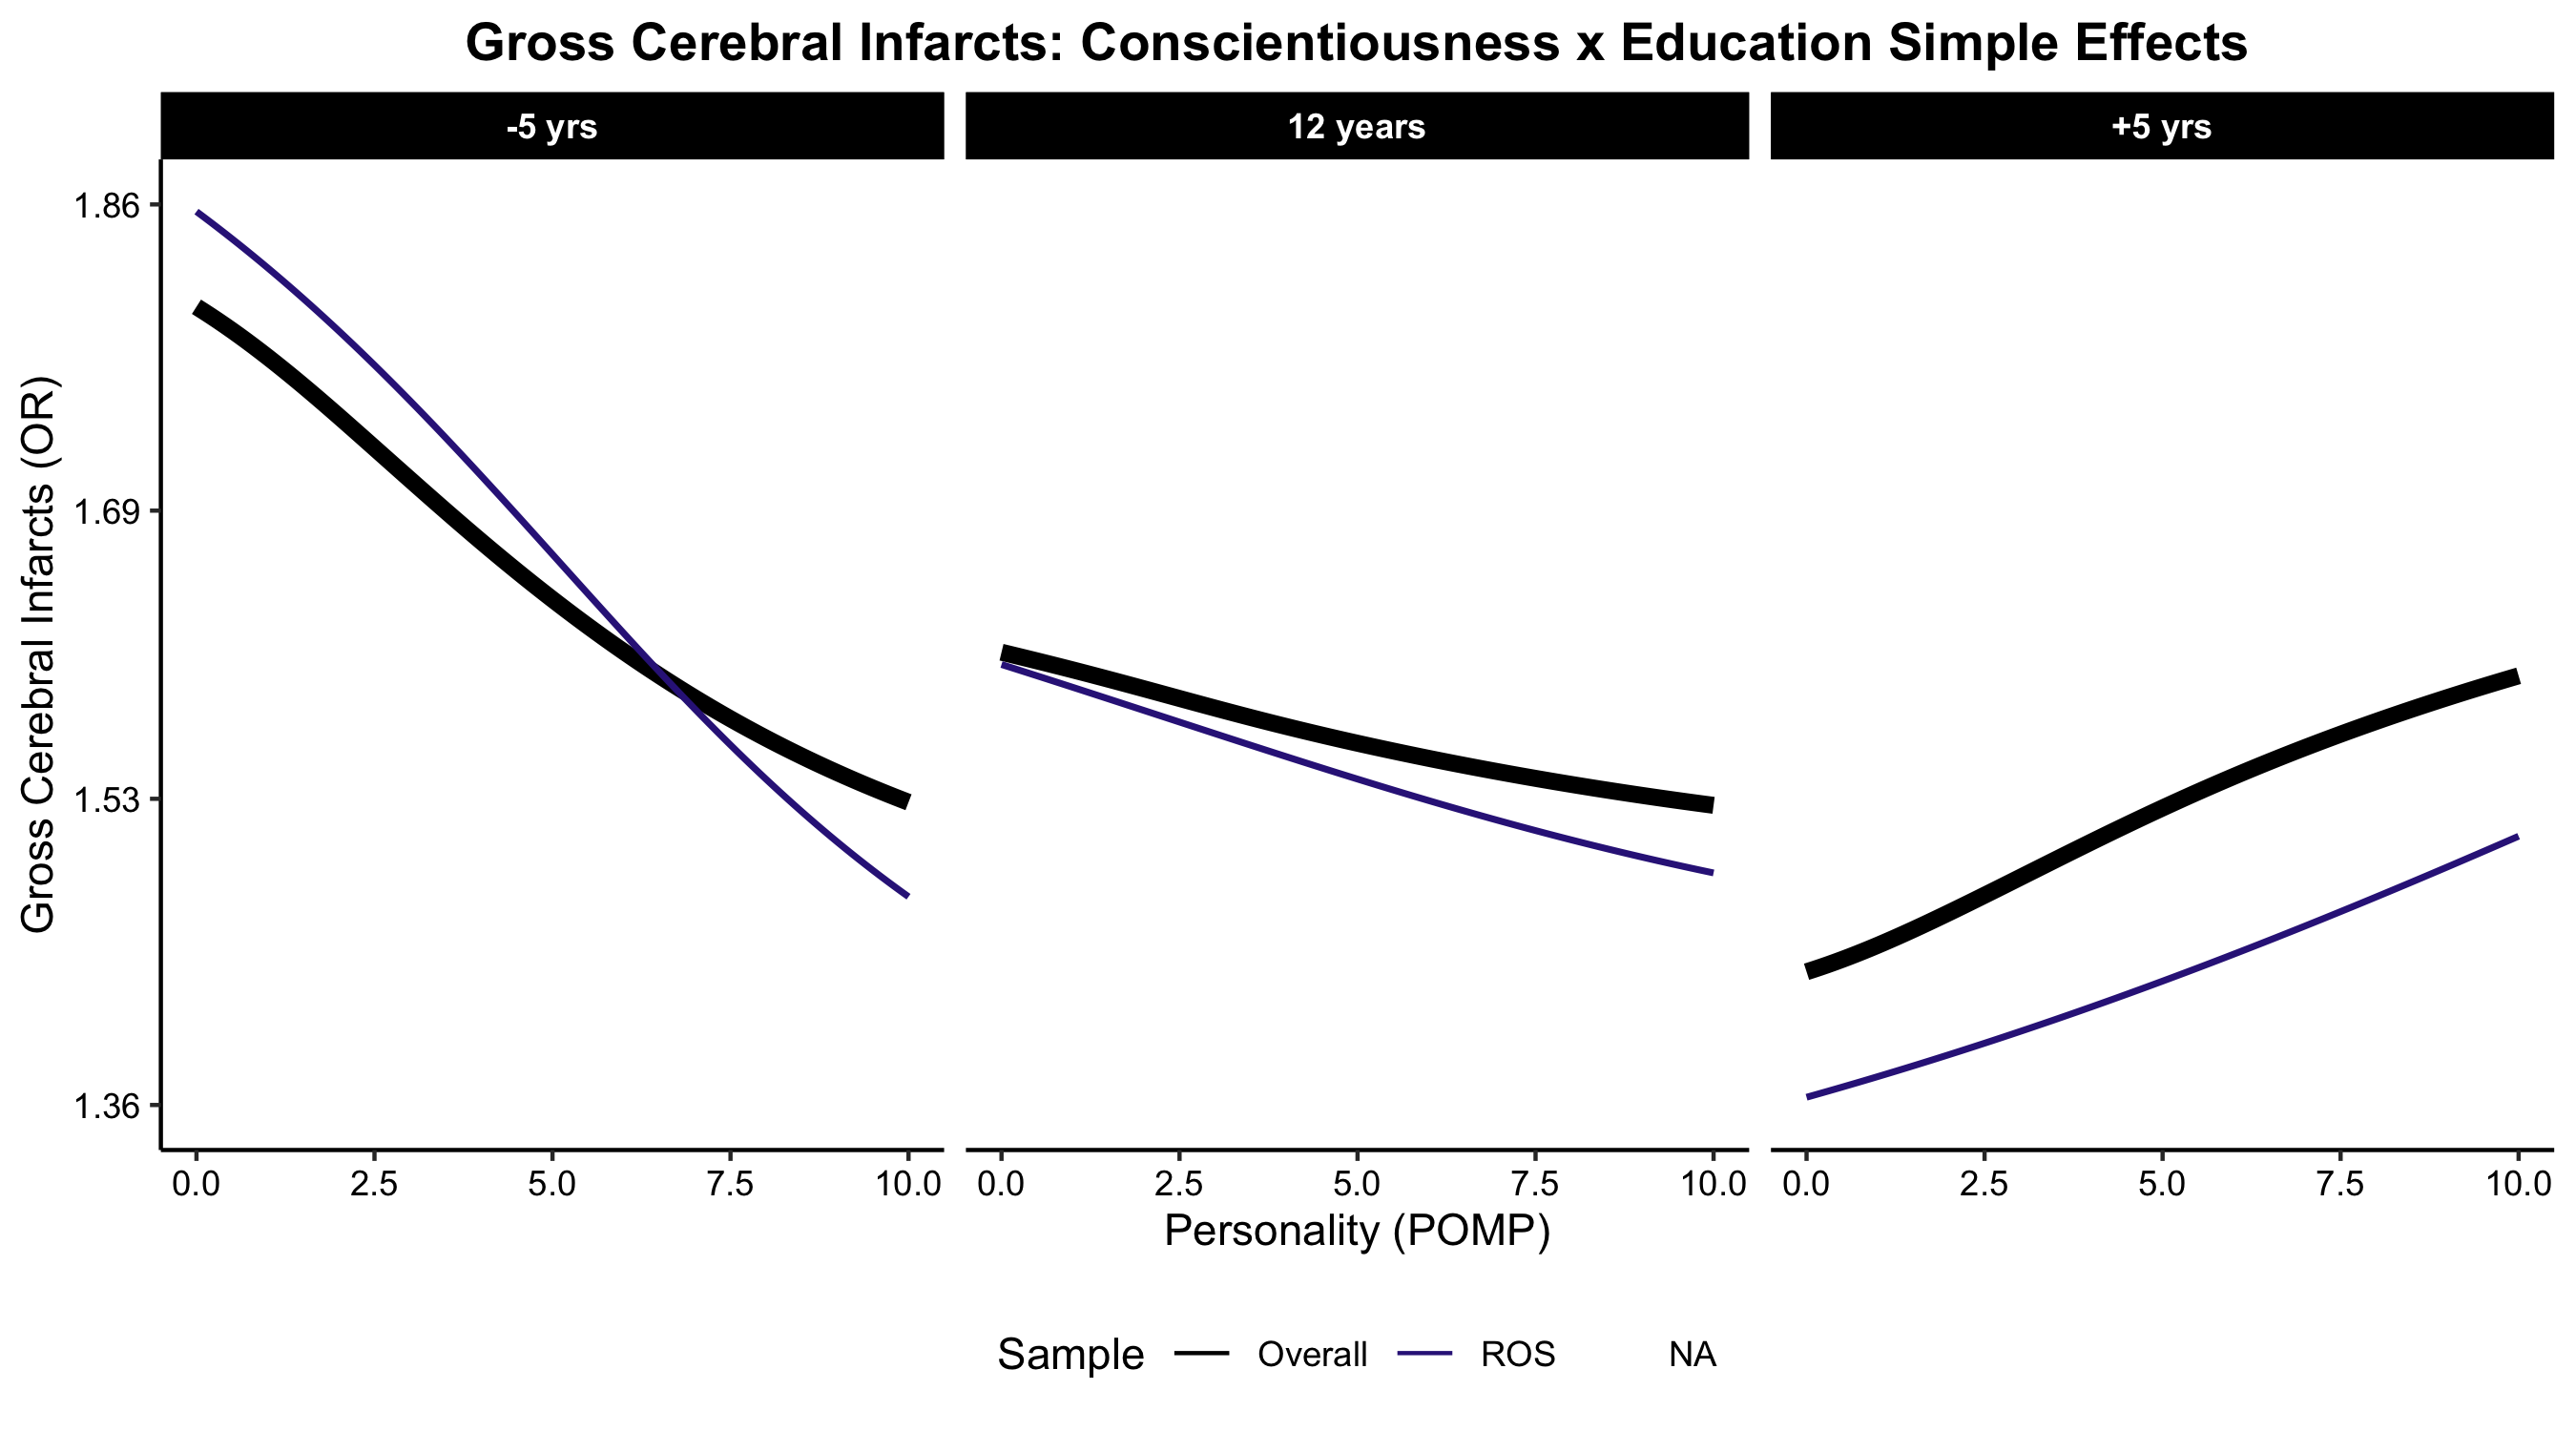 Gross Cerebral Infarcts: Conscientiousness x Education Simple Effects
-5 yrs 12 years +5 yrs
Gross Cerebral Infarcts (OR)
1.86
1.69
1.53
1.36
0.0 2.5 5.0 7.5 10.0 0.0 2.5 5.0 7.5 10.0 0.0 2.5 5.0 7.5 10.0
Personality (POMP)
Sample Overall ROS NA